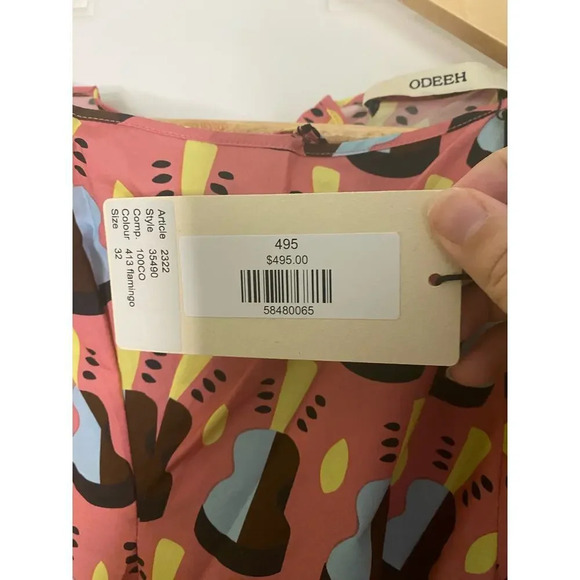 ODEEH
Article 2322
Style 35490
Comp. 100CO
Colour 413 flamingo
Size 32
495
$495.00
58480065